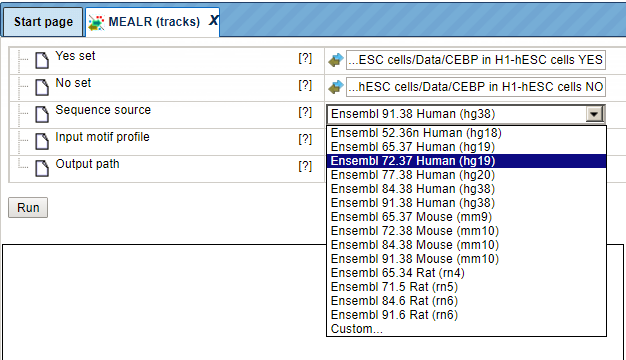 Start page
MEALR (tracks) X
Yes set [?] ...ESC cells/Data/CEBP in H1-hESC cells YES
No set [?] ...hESC cells/Data/CEBP in H1-hESC cells NO
Sequence source [?] Ensembl 91.38 Human (hg38)
Input motif profile [?]
Output path [?]
Ensembl 52.36n Human (hg18)
Ensembl 65.37 Human (hg19)
Ensembl 72.37 Human (hg19)
Ensembl 77.38 Human (hg20)
Ensembl 84.38 Human (hg38)
Ensembl 91.38 Human (hg38)
Ensembl 65.37 Mouse (mm9)
Ensembl 72.38 Mouse (mm10)
Ensembl 84.38 Mouse (mm10)
Ensembl 91.38 Mouse (mm10)
Ensembl 65.34 Rat (rn4)
Ensembl 71.5 Rat (rn5)
Ensembl 84.6 Rat (rn6)
Ensembl 91.6 Rat (rn6)
Custom...
Run